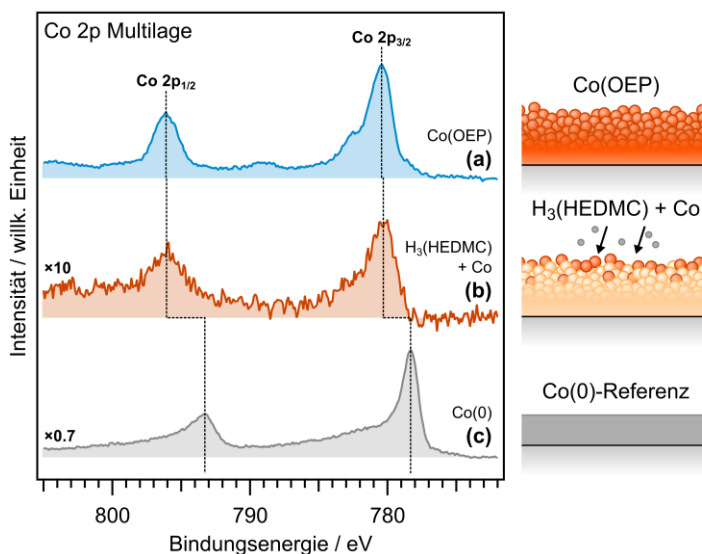 Co 2p Multilage
Co 2p1/2
Co 2p3/2
Co(OEP)
(a)
×10
H3(HEDMC)
+ Co
(b)
×0.7
Co(0)
(c)
Intensität / willk. Einheit
800
790
780
Bindungsenergie / eV
Co(OEP)
H3(HEDMC) + Co
Co(0)-Referenz